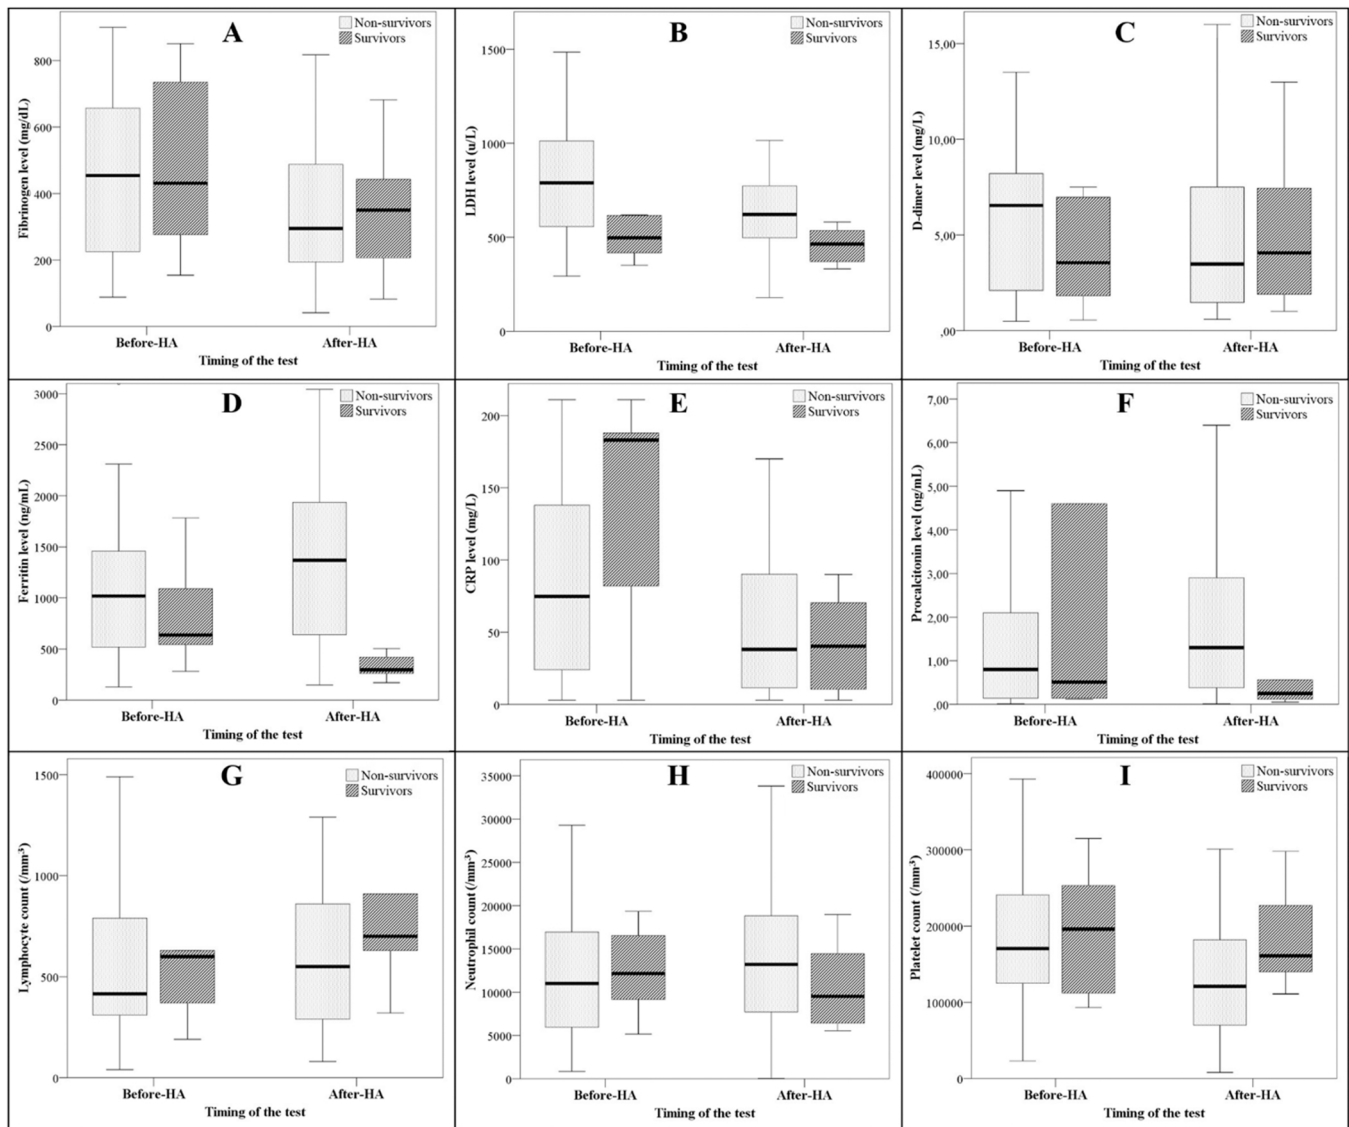 A
Non-survivors
Survivors
Fibrinogen level (mg/dL)
800
600
400
200
0
Before-HA
After-HA
Timing of the test
B
Non-survivors
Survivors
LDH level (u/L)
1500
1000
500
0
Before-HA
After-HA
Timing of the test
C
Non-survivors
Survivors
D-dimer level (mg/L)
15,00
10,00
5,00
,00
Before-HA
After-HA
Timing of the test
D
Non-survivors
Survivors
Ferritin level (ng/mL)
3000
2500
2000
1500
1000
500
0
Before-HA
After-HA
Timing of the test
E
Non-survivors
Survivors
CRP level (mg/L)
200
150
100
50
0
Before-HA
After-HA
Timing of the test
F
Non-survivors
Survivors
Procalcitonin level (ng/mL)
7,00
6,00
5,00
4,00
3,00
2,00
1,00
,00
Before-HA
After-HA
Timing of the test
G
Non-survivors
Survivors
Lymphocyte count (/mm⁻³)
1500
1000
500
0
Before-HA
After-HA
Timing of the test
H
Non-survivors
Survivors
Neutrophil count (/mm⁻³)
35000
30000
25000
20000
15000
10000
5000
0
Before-HA
After-HA
Timing of the test
I
Non-survivors
Survivors
Platelet count (/mm⁻³)
400000
300000
200000
100000
0
Before-HA
After-HA
Timing of the test